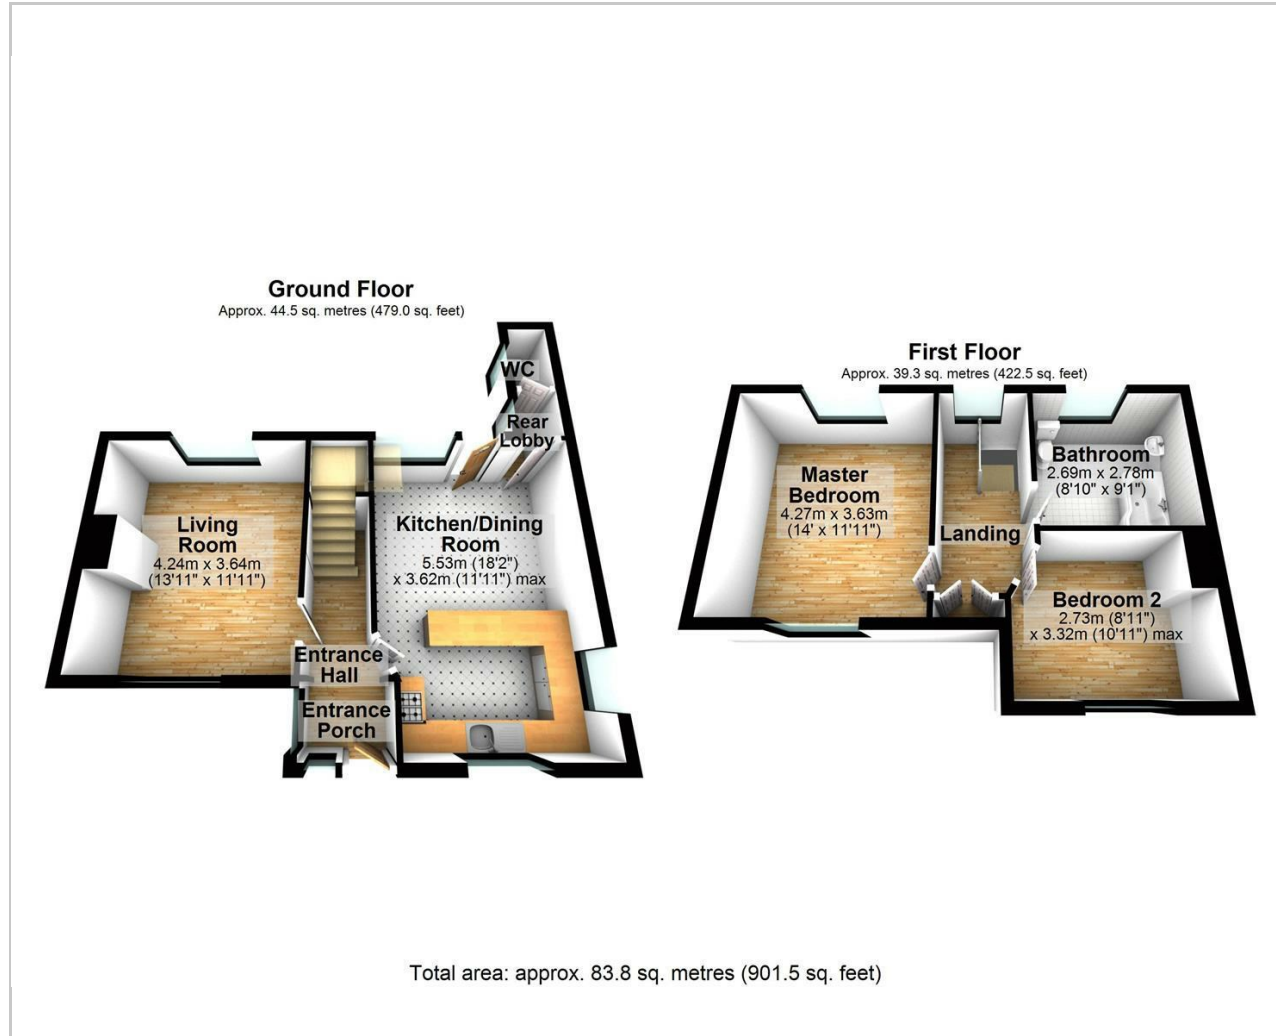 Ground Floor
Approx. 44.5 sq. metres (479.0 sq. feet)
WC
Rear
Lobby
Living
Room
4.24m x 3.64m
(13'11" x 11'11")
Kitchen/Dining
Room
5.53m (18'2")
x 3.62m (11'11") max
Entrance
Hall
Entrance
Porch
First Floor
Approx. 39.3 sq. metres (422.5 sq. feet)
Master
Bedroom
4.27m x 3.63m
(14' x 11'11")
Landing
Bathroom
2.69m x 2.78m
(8'10" x 9'1")
Bedroom 2
2.73m (8'11")
x 3.32m (10'11") max
Total area: approx. 83.8 sq. metres (901.5 sq. feet)